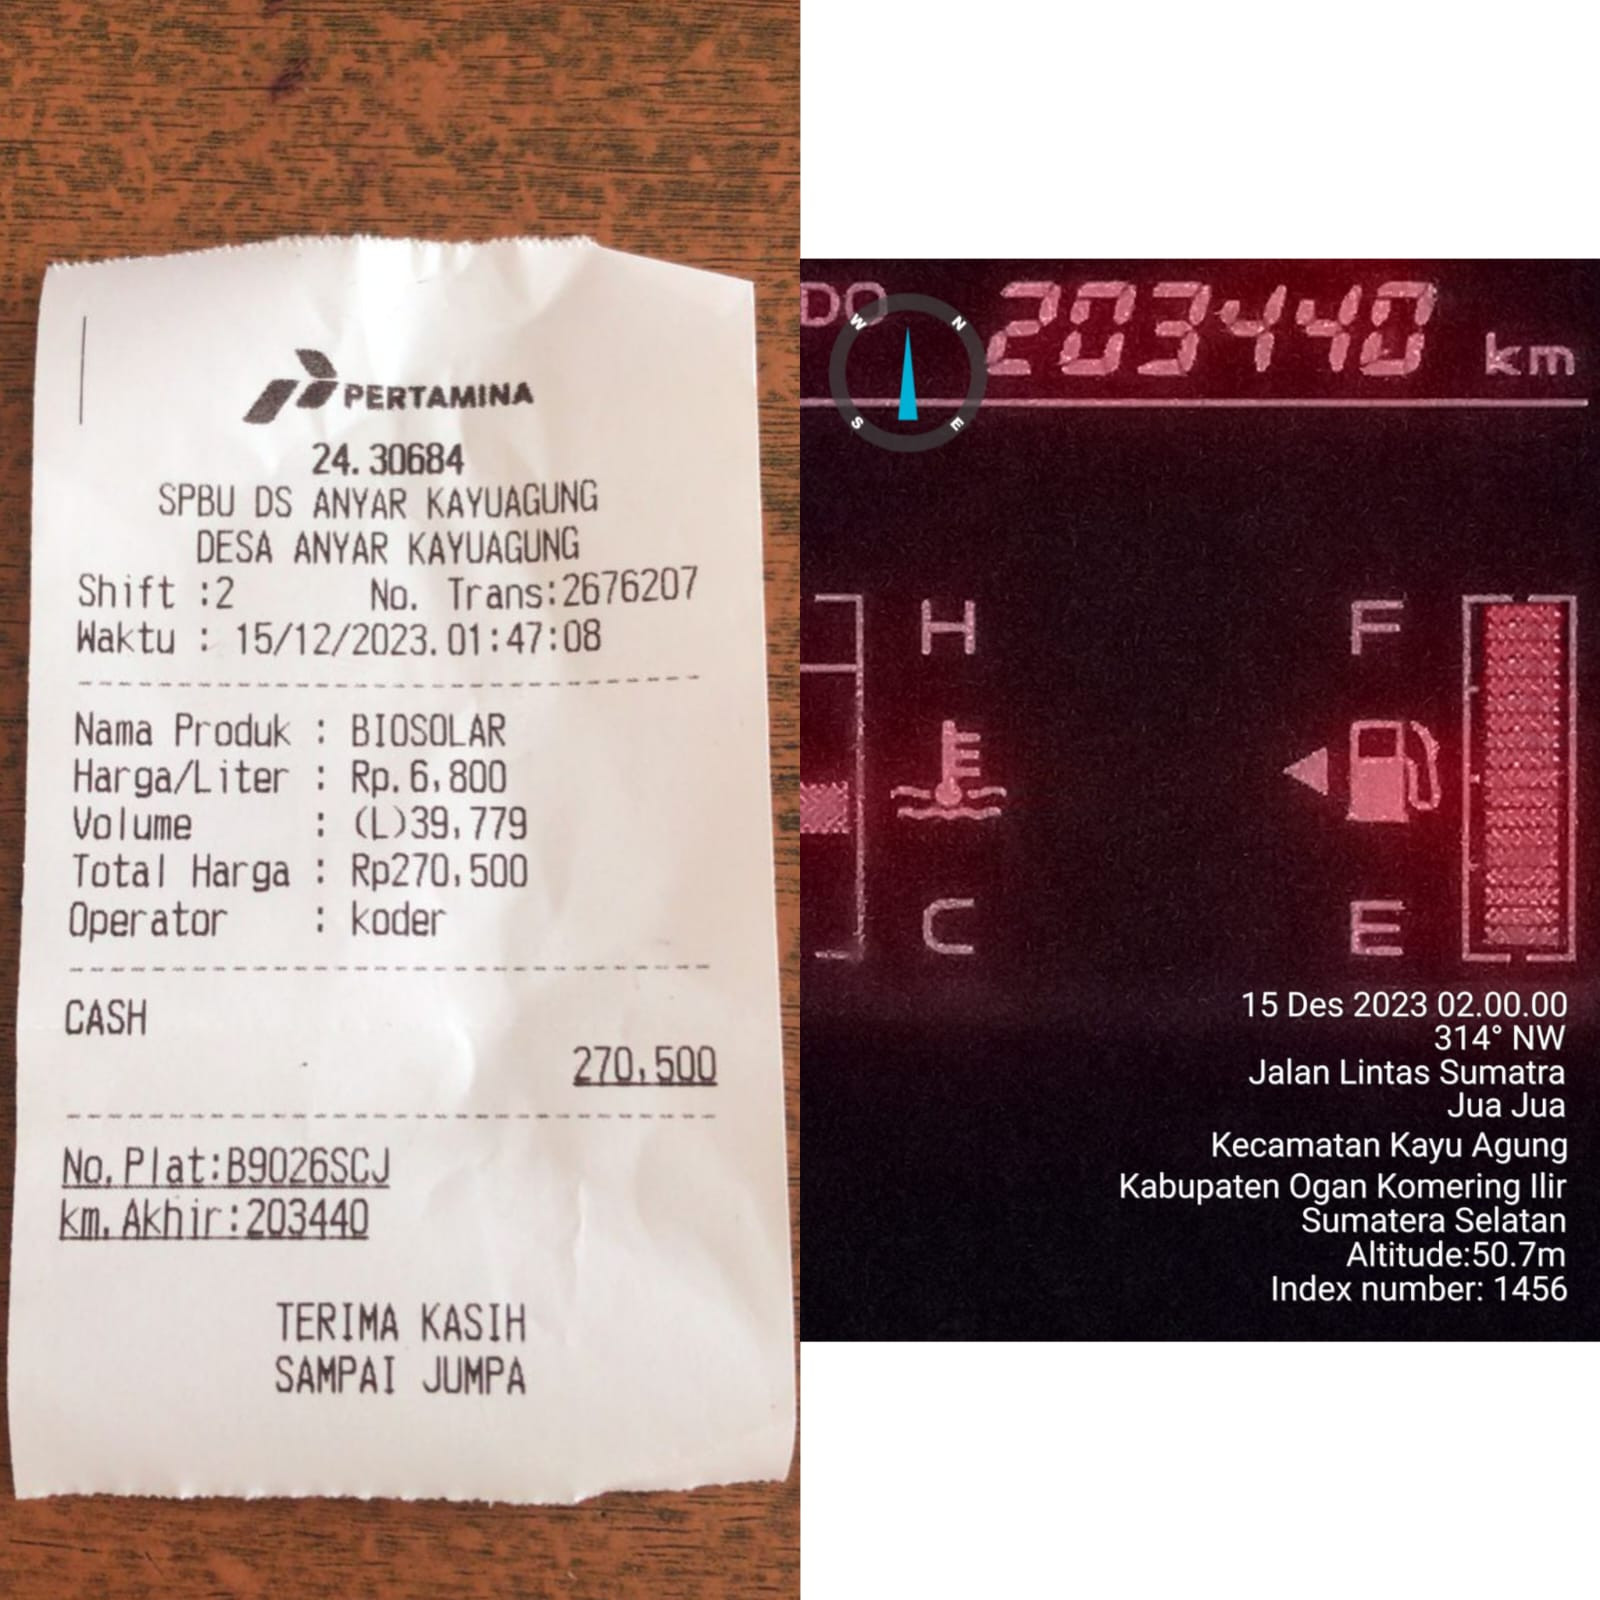 PERTAMINA
24.30684
SPBU DS ANYAR KAYUAGUNG
DESA ANYAR KAYUAGUNG
Shift :2 No. Trans:2676207
Waktu : 15/12/2023.01:47:08
Nama Produk : BIOSOLAR
Harga/Liter : Rp.6,800
Volume : (L)39,779
Total Harga : Rp270,500
Operator : koder
CASH
270,500
No.Plat:B9026SCJ
km.Akhir:203440
TERIMA KASIH
SAMPAI JUMPA
DO 203440 km
W N
S E
H F
C E
15 Des 2023 02.00.00
314° NW
Jalan Lintas Sumatra
Jua Jua
Kecamatan Kayu Agung
Kabupaten Ogan Komering Ilir
Sumatera Selatan
Altitude:50.7m
Index number: 1456